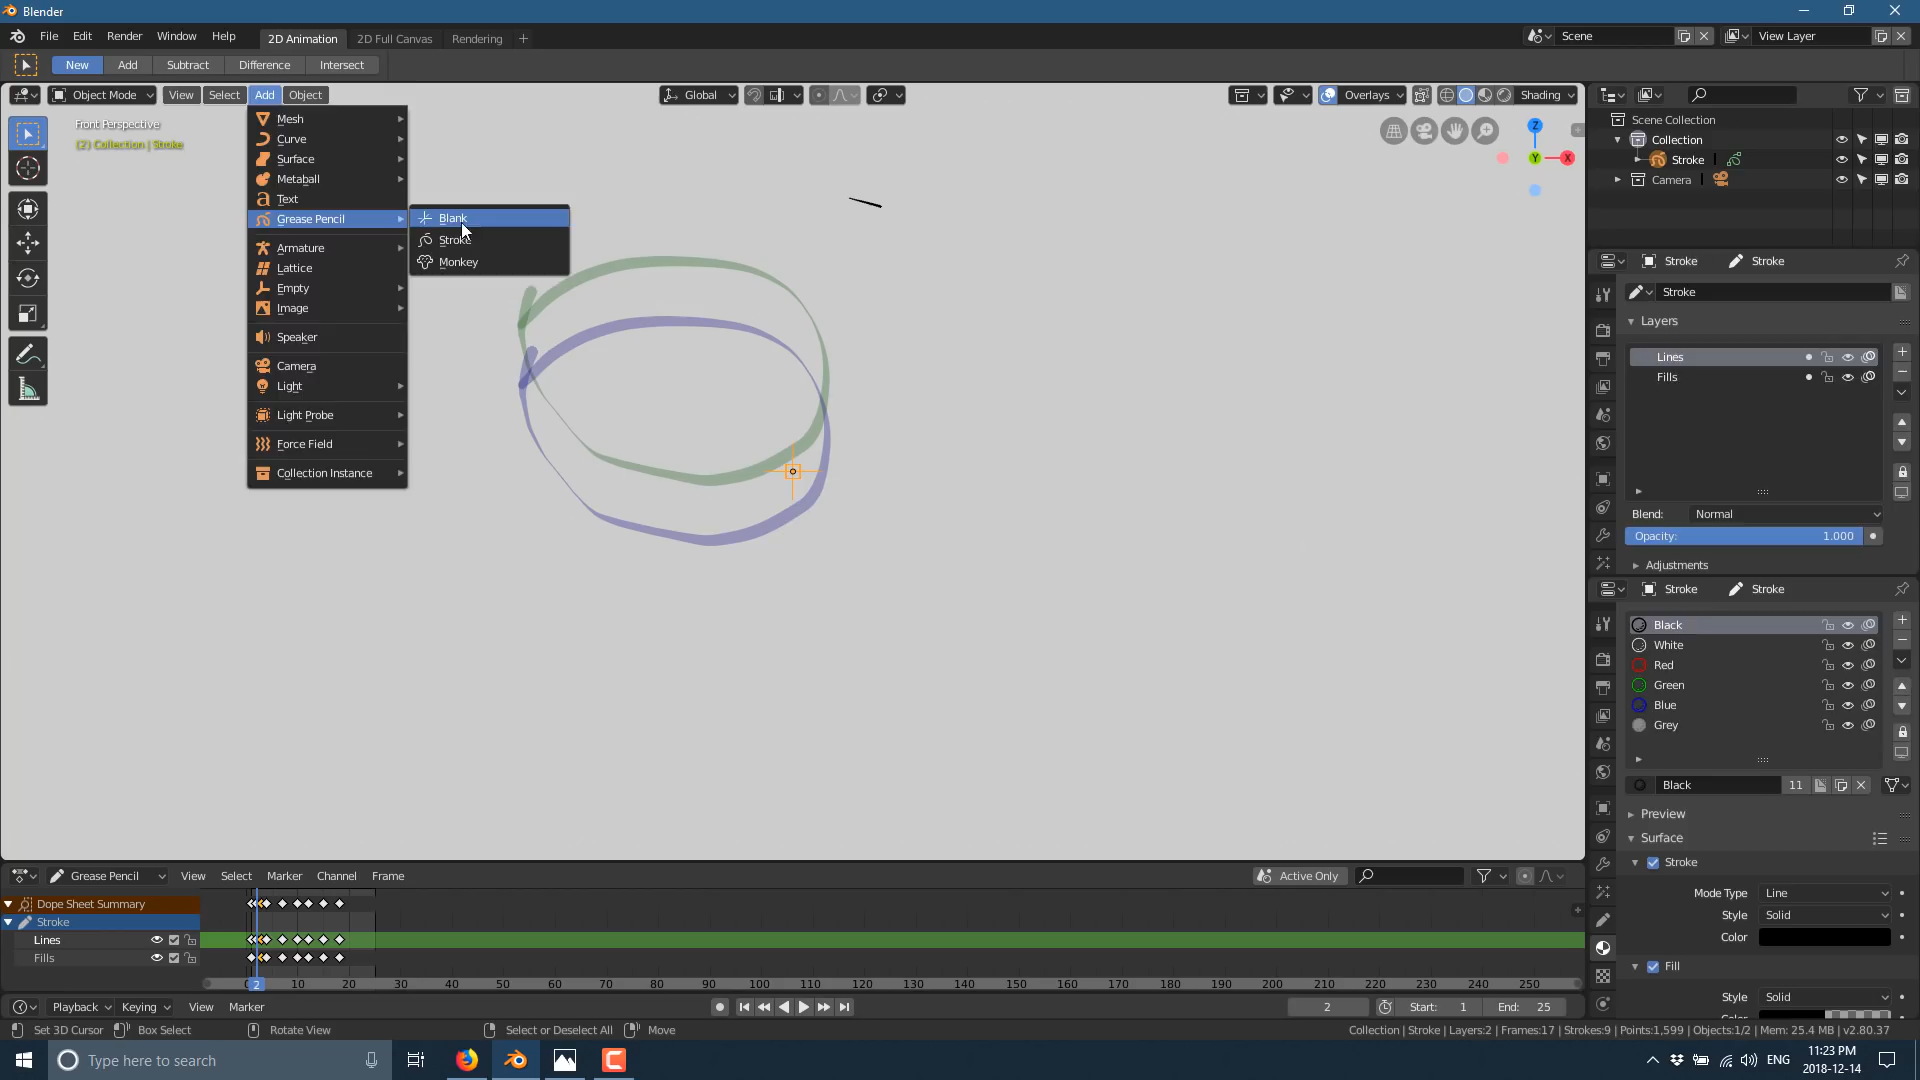 Blender
File Edit Render Window Help 2D Animation 2D Full Canvas Rendering + Scene View Layer
New Add Subtract Difference Intersect
Object Mode View Select Add Object Global Overlays Shading
Front Perspective
(2) Collection | Stroke
Mesh
Curve
Surface
Metaball
Text
Grease Pencil
Armature
Lattice
Empty
Image
Speaker
Camera
Light
Light Probe
Force Field
Collection Instance
Blank
Stroke
Monkey
Z
Y
X
Scene Collection
Collection
Stroke
Camera
Stroke Stroke
Stroke
Layers
Lines
Fills
Blend: Normal
Opacity: 1.000
Adjustments
Stroke Stroke
Black
White
Red
Green
Blue
Grey
Black 11
Preview
Surface
Stroke
Mode Type Line
Style Solid
Color
Fill
Style Solid
Grease Pencil View Select Marker Channel Frame Active Only
Dope Sheet Summary
Stroke
Lines
Fills
2 10 20 30 40 50 60 70 80 90 100 110 120 130 140 150 160 170 180 190 200 210 220 230 240 250
Playback Keying View Marker 2 Start: 1 End: 25
Set 3D Cursor Box Select Rotate View Select or Deselect All Move Collection | Stroke | Layers:2 | Frames:17 | Strokes:9 | Points:1,599 | Objects:1/2 | Mem: 25.4 MB | v2.80.37
Type here to search ENG 11:23 PM
2018-12-14